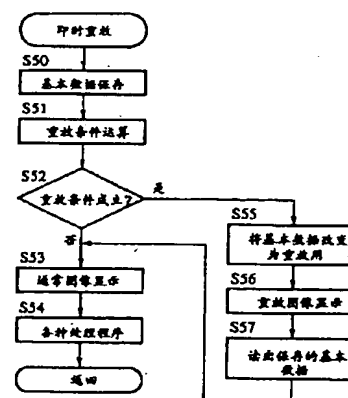 即时重放
S50
基本数据保存
S51
重放条件运算
S52
重放条件成立?
是
否
S53
通常图像显示
S54
各种处理程序
返回
S55
将基本数据改变
为重放用
S56
重放图像显示
S57
读出保存的基本
数据